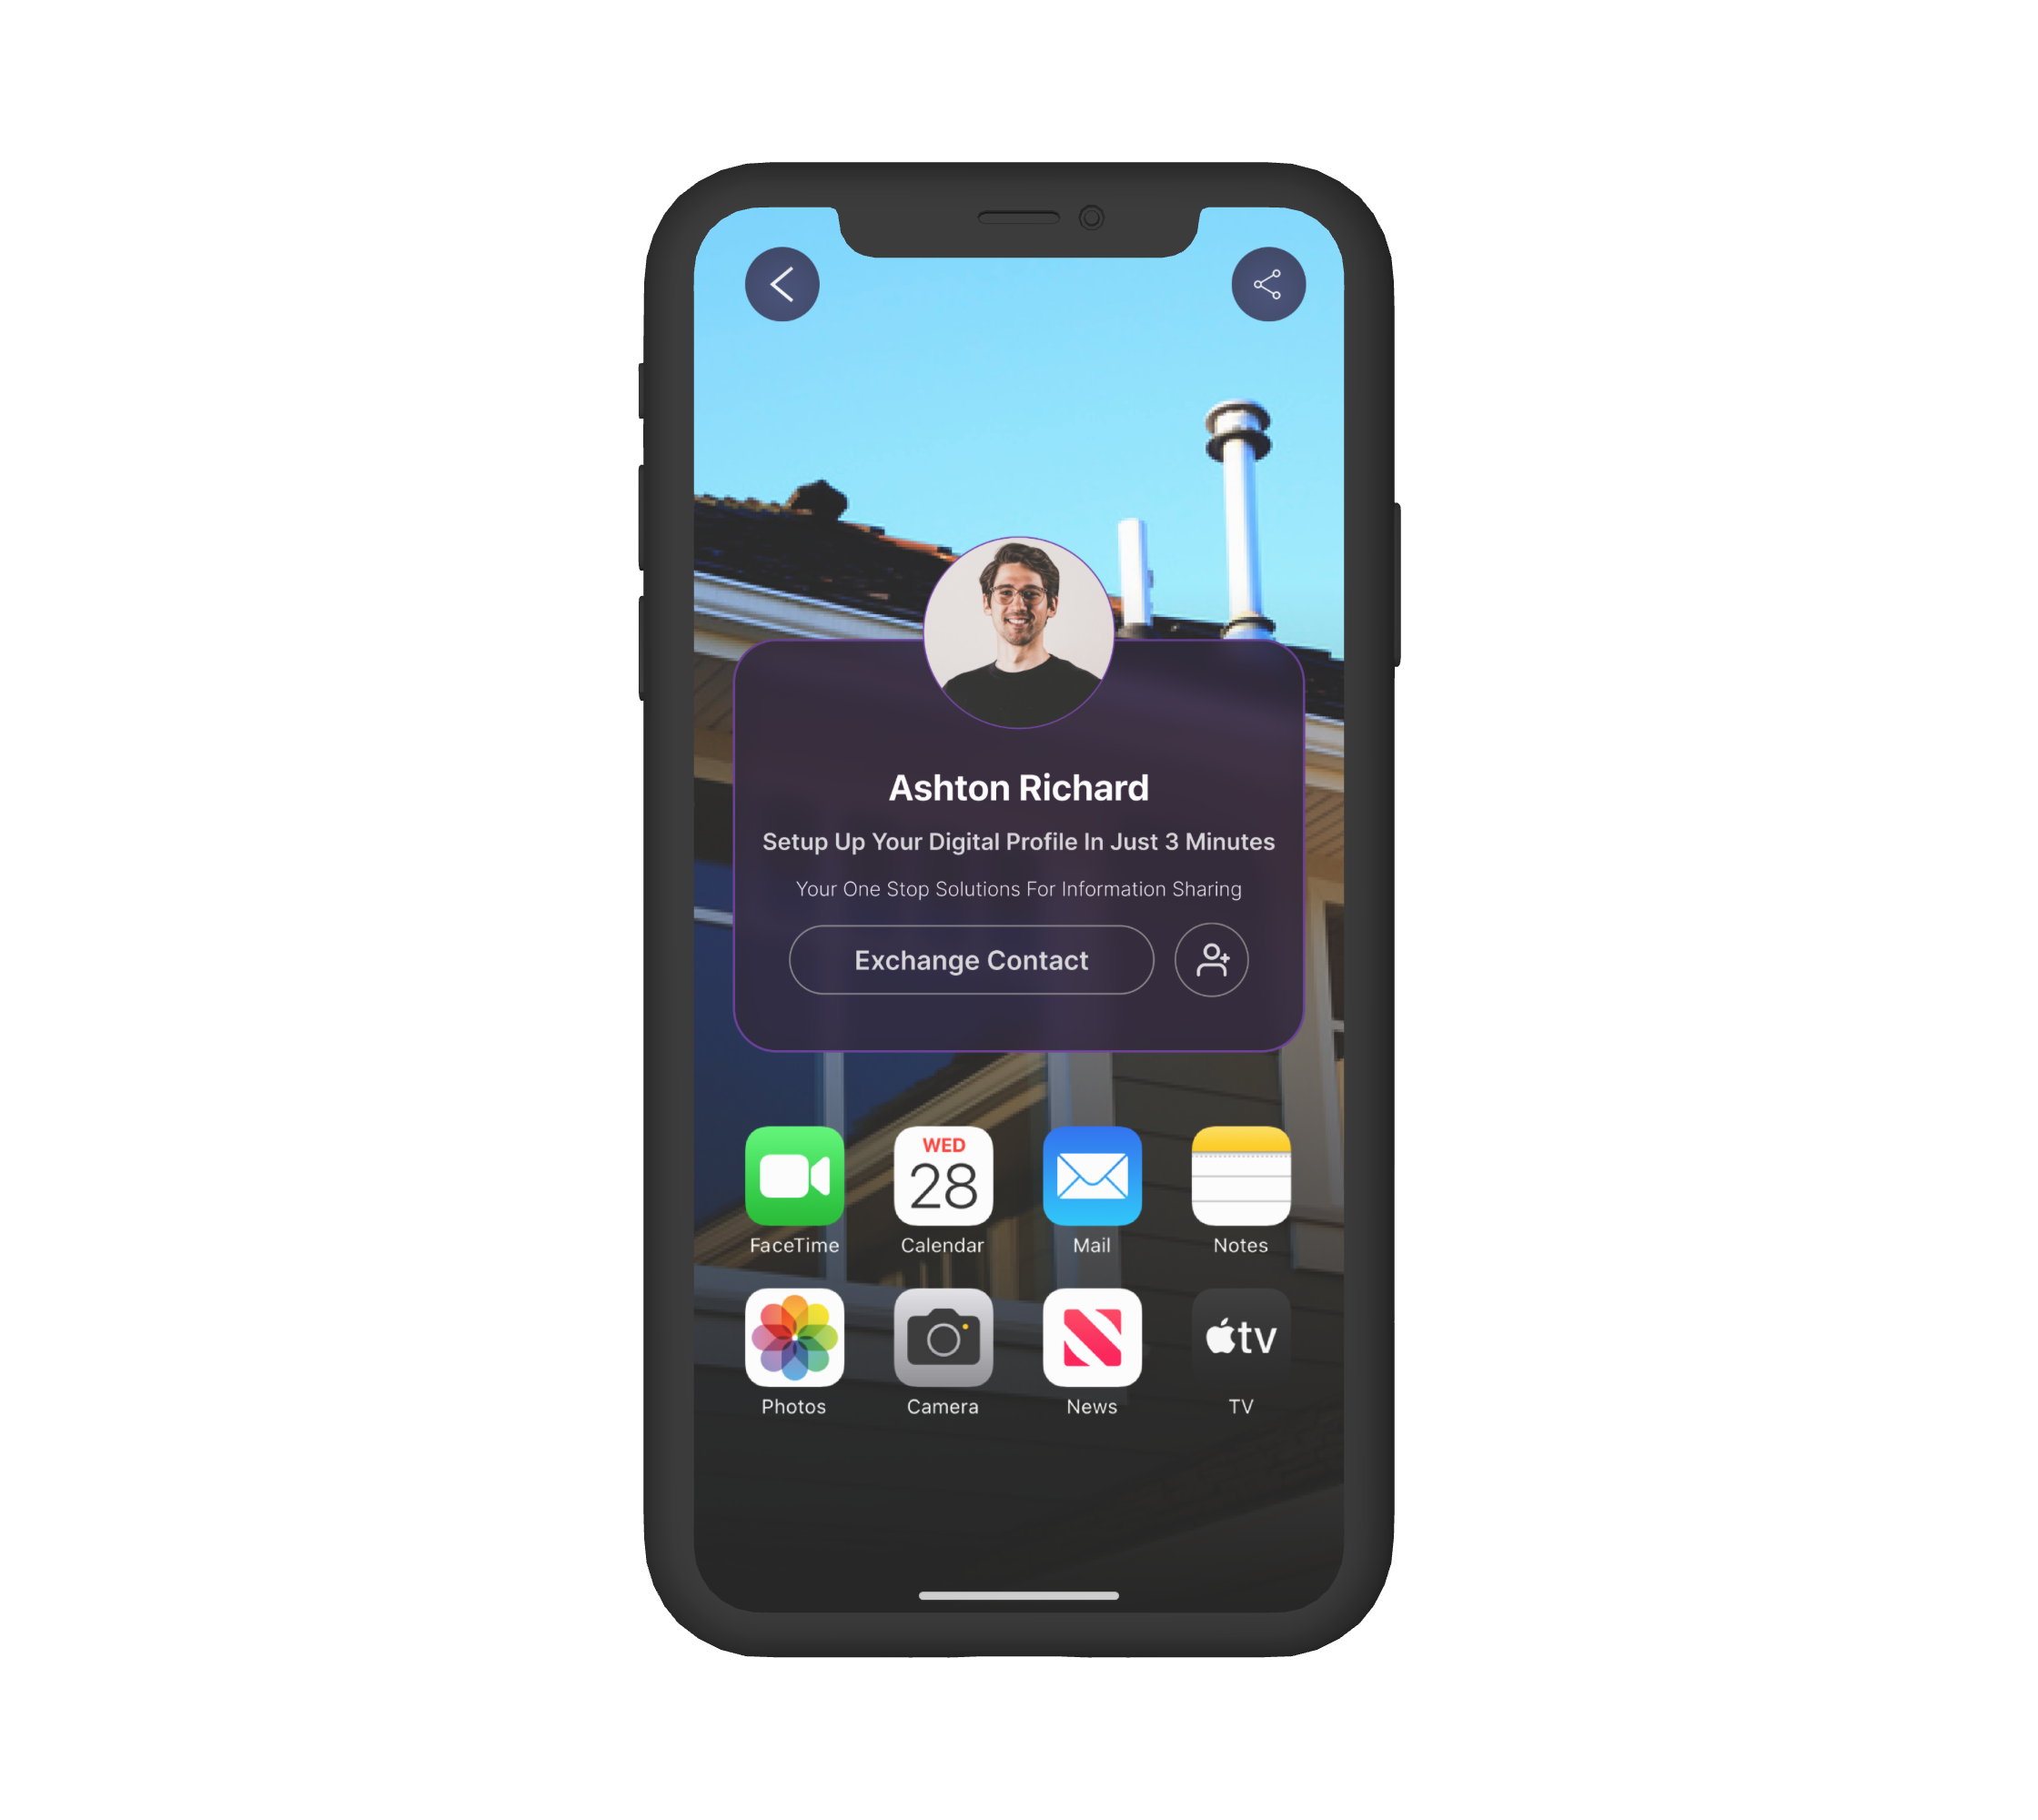 Ashton Richard
Setup Up Your Digital Profile In Just 3 Minutes
Your One Stop Solutions For Information Sharing
Exchange Contact
WED
28
FaceTime
Calendar
Mail
Notes
tv
Photos
Camera
News
TV